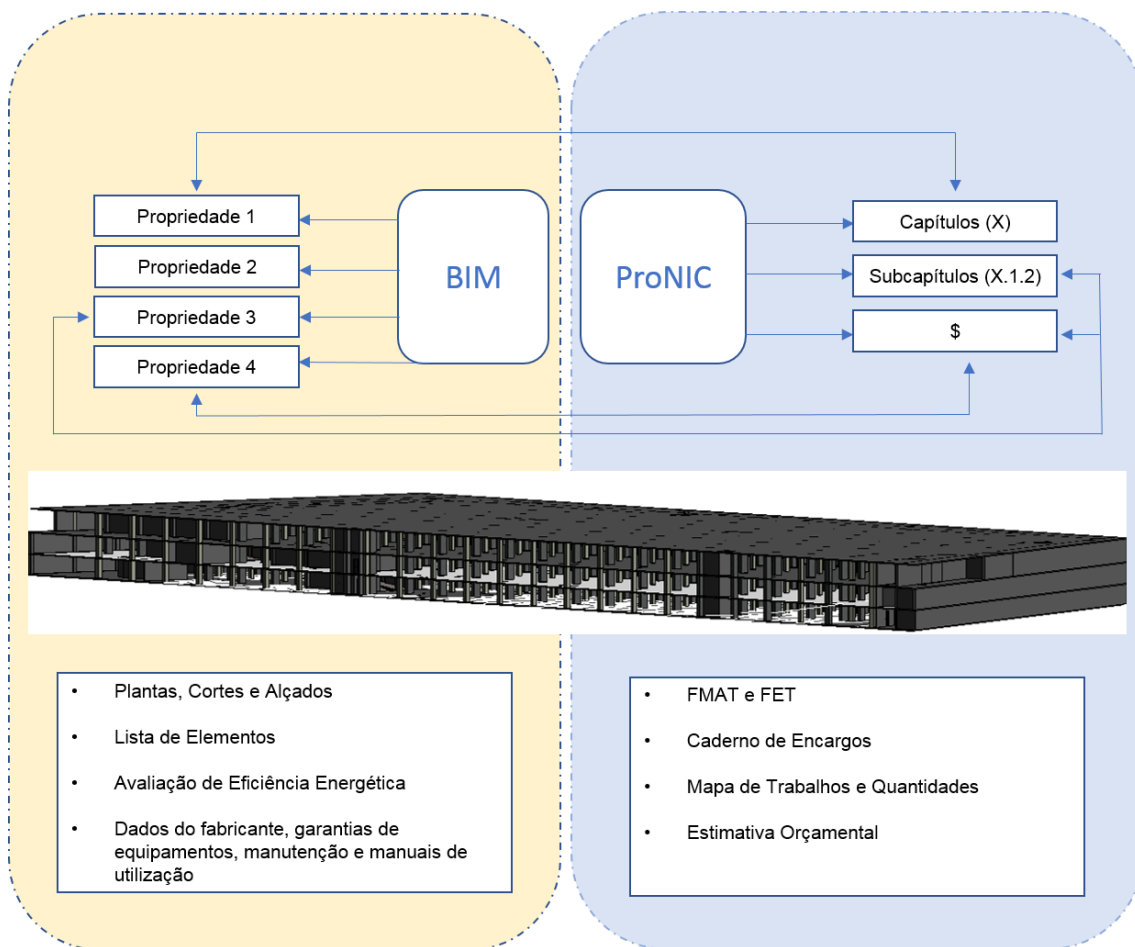 Propriedade 1
Propriedade 2
Propriedade 3
Propriedade 4
BIM
ProNIC
Capítulos (X)
Subcapítulos (X.1.2)
$
• Plantas, Cortes e Alçados
• Lista de Elementos
• Avaliação de Eficiência Energética
• Dados do fabricante, garantias de
equipamentos, manutenção e manuais de
utilização
• FMAT e FET
• Caderno de Encargos
• Mapa de Trabalhos e Quantidades
• Estimativa Orçamental